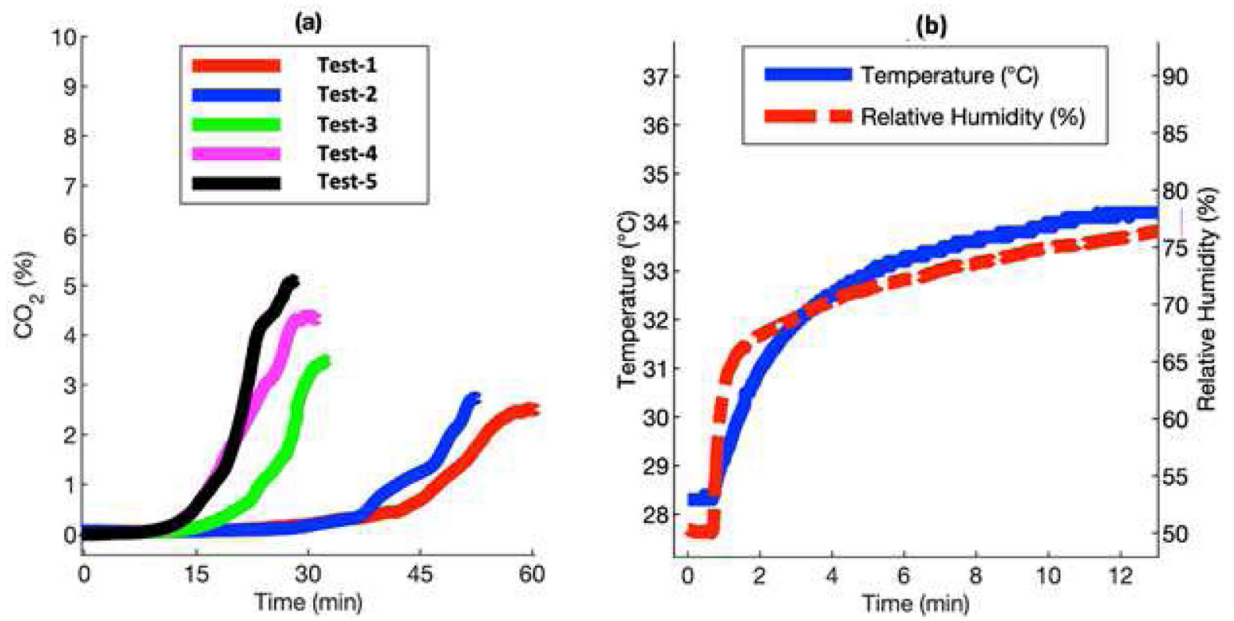 (a)
10
9
8
7
6
5
4
3
2
1
0
CO2 (%)
Test-1
Test-2
Test-3
Test-4
Test-5
0 15 30 45 60
Time (min)
(b)
37
36
35
34
33
32
31
30
29
28
Temperature (°C)
Temperature (°C)
Relative Humidity (%)
90
85
80
75
70
65
60
55
50
Relative Humidity (%)
0 2 4 6 8 10 12
Time (min)